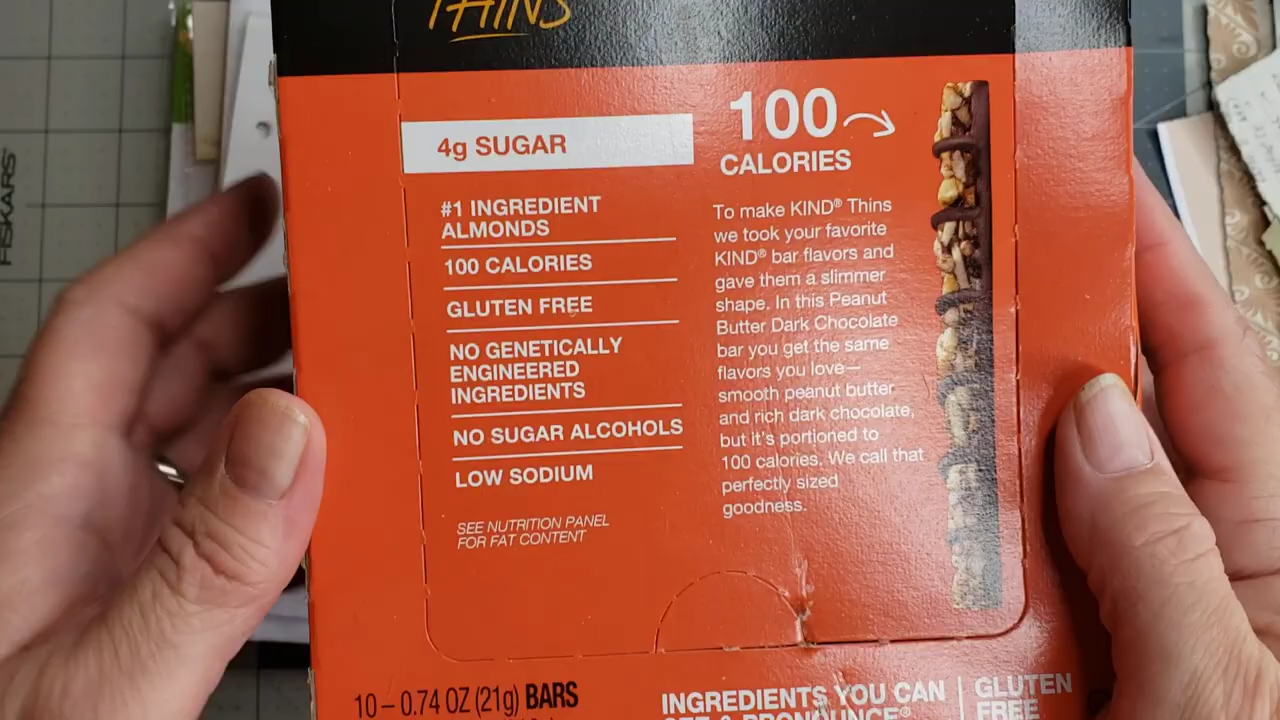 THINS
FISKARS
4g SUGAR
#1 INGREDIENT
ALMONDS
100 CALORIES
GLUTEN FREE
NO GENETICALLY
ENGINEERED
INGREDIENTS
NO SUGAR ALCOHOLS
LOW SODIUM
SEE NUTRITION PANEL
FOR FAT CONTENT
100
CALORIES
To make KIND® Thins
we took your favorite
KIND® bar flavors and
gave them a slimmer
shape. In this Peanut
Butter Dark Chocolate
bar you get the same
flavors you love—
smooth peanut butter
and rich dark chocolate,
but it's portioned to
100 calories. We call that
perfectly sized
goodness.
10 – 0.74 OZ (21g) BARS
INGREDIENTS YOU CAN
SEE & PRONOUNCE®
GLUTEN
FREE